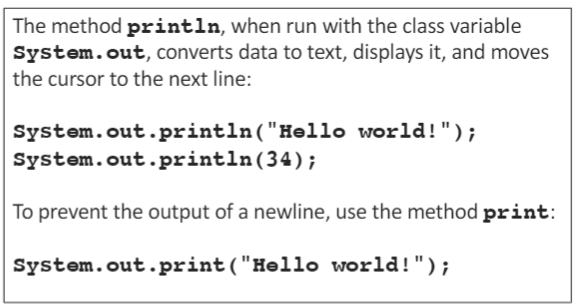 The method println, when run with the class variable
System.out, converts data to text, displays it, and moves
the cursor to the next line:
System.out.println("Hello world!");
System.out.println(34);
To prevent the output of a newline, use the method print:
System.out.print("Hello world!");